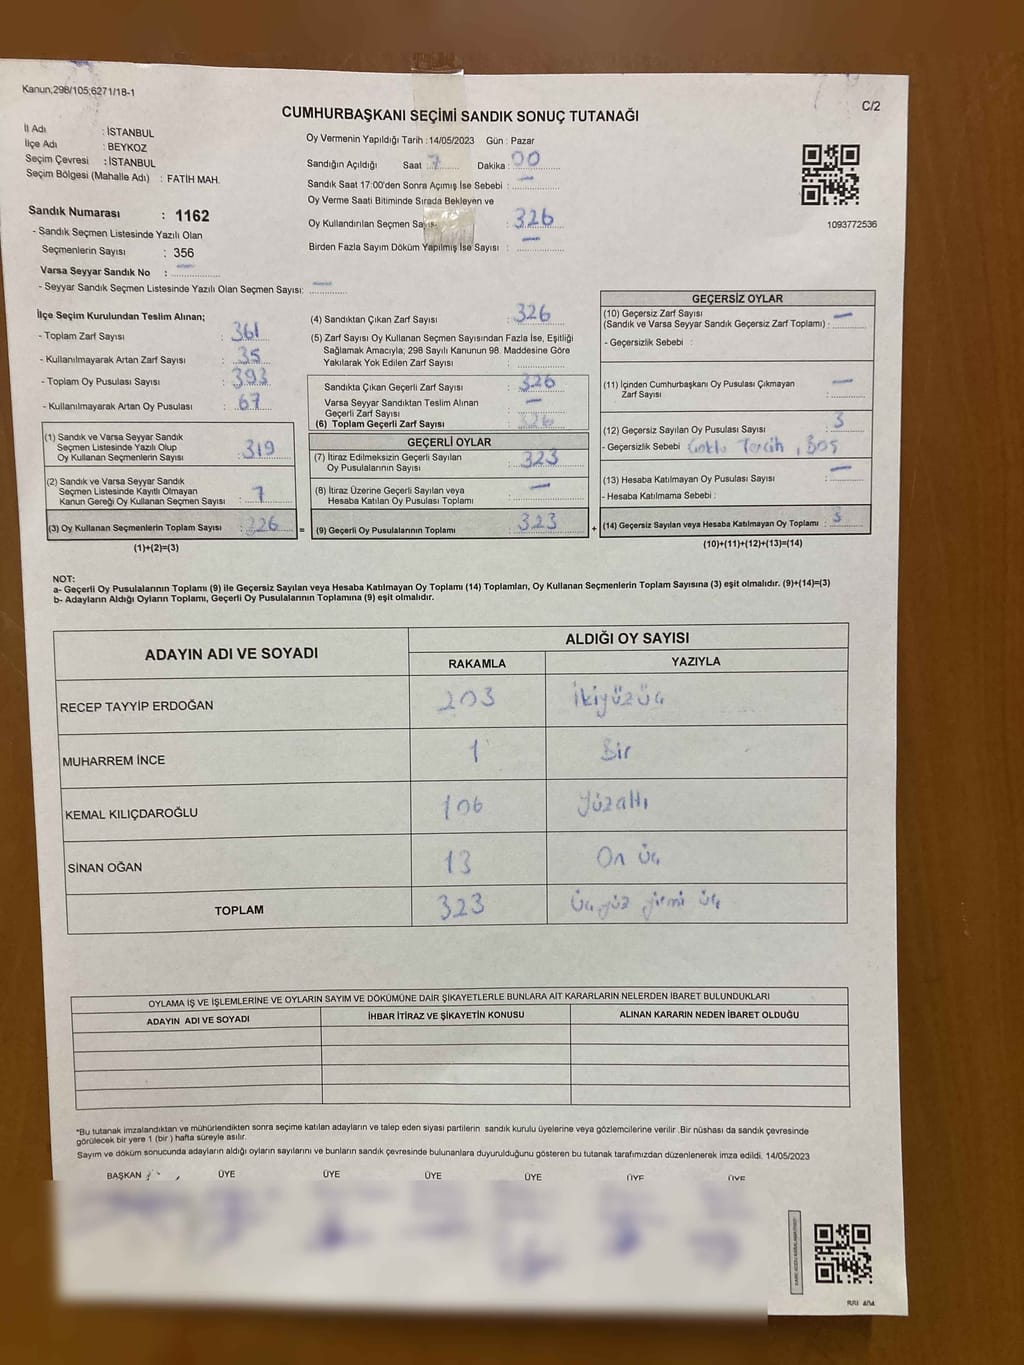 Kanun,298/105;6271/18-1
C/2
CUMHURBAŞKANI SEÇİMİ SANDIK SONUÇ TUTANAĞI
İl Adı : İSTANBUL
İlçe Adı : BEYKOZ
Seçim Çevresi : İSTANBUL
Seçim Bölgesi (Mahalle Adı) : FATİH MAH.
Sandık Numarası : 1162
- Sandık Seçmen Listesinde Yazılı Olan
Seçmenlerin Sayısı : 356
Varsa Seyyar Sandık No : —
- Seyyar Sandık Seçmen Listesinde Yazılı Olan Seçmen Sayısı: —
Oy Vermenin Yapıldığı Tarih : 14/05/2023 Gün : Pazar
Sandığın Açıldığı Saat : 7 Dakika : 00
Sandık Saat 17:00'den Sonra Açımış İse Sebebi : —
Oy Verme Saati Bitiminde Sırada Bekleyen ve
Oy Kullandırılan Seçmen Sayısı : 326
Birden Fazla Sayım Döküm Yapılmış İse Sayısı : —
1093772536
İlçe Seçim Kurulundan Teslim Alınan;
- Toplam Zarf Sayısı : 361
- Kullanılmayarak Artan Zarf Sayısı : 35
- Toplam Oy Pusulası Sayısı : 393
- Kullanılmayarak Artan Oy Pusulası : 67
(1) Sandık ve Varsa Seyyar Sandık
Seçmen Listesinde Yazılı Olup
Oy Kullanan Seçmenlerin Sayısı : 319
(2) Sandık ve Varsa Seyyar Sandık
Seçmen Listesinde Kayıtlı Olmayan
Kanun Gereği Oy Kullanan Seçmen Sayısı : 7
(3) Oy Kullanan Seçmenlerin Toplam Sayısı : 326 =
(1)+(2)=(3)
(4) Sandıktan Çıkan Zarf Sayısı : 326
(5) Zarf Sayısı Oy Kullanan Seçmen Sayısından Fazla İse, Eşitliği
Sağlamak Amacıyla; 298 Sayılı Kanunun 98. Maddesine Göre
Yakılarak Yok Edilen Zarf Sayısı :
Sandıkta Çıkan Geçerli Zarf Sayısı : 326
Varsa Seyyar Sandıktan Teslim Alınan
Geçerli Zarf Sayısı : —
(6) Toplam Geçerli Zarf Sayısı : 326
GEÇERLİ OYLAR
(7) İtiraz Edilmeksizin Geçerli Sayılan
Oy Pusulalarının Sayısı : 323
(8) İtiraz Üzerine Geçerli Sayılan veya
Hesaba Katılan Oy Pusulası Toplamı : —
(9) Geçerli Oy Pusulalarının Toplamı : 323 +
GEÇERSİZ OYLAR
(10) Geçersiz Zarf Sayısı
(Sandık ve Varsa Seyyar Sandık Geçersiz Zarf Toplamı) : —
- Geçersizlik Sebebi :
(11) İçinden Cumhurbaşkanı Oy Pusulası Çıkmayan
Zarf Sayısı : —
(12) Geçersiz Sayılan Oy Pusulası Sayısı : 3
- Geçersizlik Sebebi Çoklu Tercih , Boş
(13) Hesaba Katılmayan Oy Pusulası Sayısı : —
- Hesaba Katılmama Sebebi :
(14) Geçersiz Sayılan veya Hesaba Katılmayan Oy Toplamı : 3
(10)+(11)+(12)+(13)=(14)
NOT:
a- Geçerli Oy Pusulalarının Toplamı (9) ile Geçersiz Sayılan veya Hesaba Katılmayan Oy Toplamı (14) Toplamları, Oy Kullanan Seçmenlerin Toplam Sayısına (3) eşit olmalıdır. (9)+(14)=(3)
b- Adayların Aldığı Oyların Toplamı, Geçerli Oy Pusulalarının Toplamına (9) eşit olmalıdır.
ADAYIN ADI VE SOYADI ALDIĞI OY SAYISI
RAKAMLA YAZIYLA
RECEP TAYYİP ERDOĞAN 203 İkiyüzüç
MUHARREM İNCE 1 Bir
KEMAL KILIÇDAROĞLU 106 Yüzaltı
SİNAN OĞAN 13 On üç
TOPLAM 323 Üç yüz yirmi üç
OYLAMA İŞ VE İŞLEMLERİNE VE OYLARIN SAYIM VE DÖKÜMÜNE DAİR ŞİKAYETLERLE BUNLARA AİT KARARLARIN NELERDEN İBARET BULUNDUKLARI
ADAYIN ADI VE SOYADI İHBAR İTİRAZ VE ŞİKAYETİN KONUSU ALINAN KARARIN NEDEN İBARET OLDUĞU
*Bu tutanak imzalandıktan ve mühürlendikten sonra seçime katılan adayların ve talep eden siyasi partilerin sandık kurulu üyelerine veya gözlemcilerine verilir .Bir nüshası da sandık çevresinde
görülecek bir yere 1 (bir ) hafta süreyle asılır.
Sayım ve döküm sonucunda adayların aldığı oyların sayılarını ve bunların sandık çevresinde bulunanlara duyurulduğunu gösteren bu tutanak tarafımızdan düzenlenerek imza edildi. 14/05/2023
BAŞKAN ÜYE ÜYE ÜYE ÜYE ÜYE ÜYE